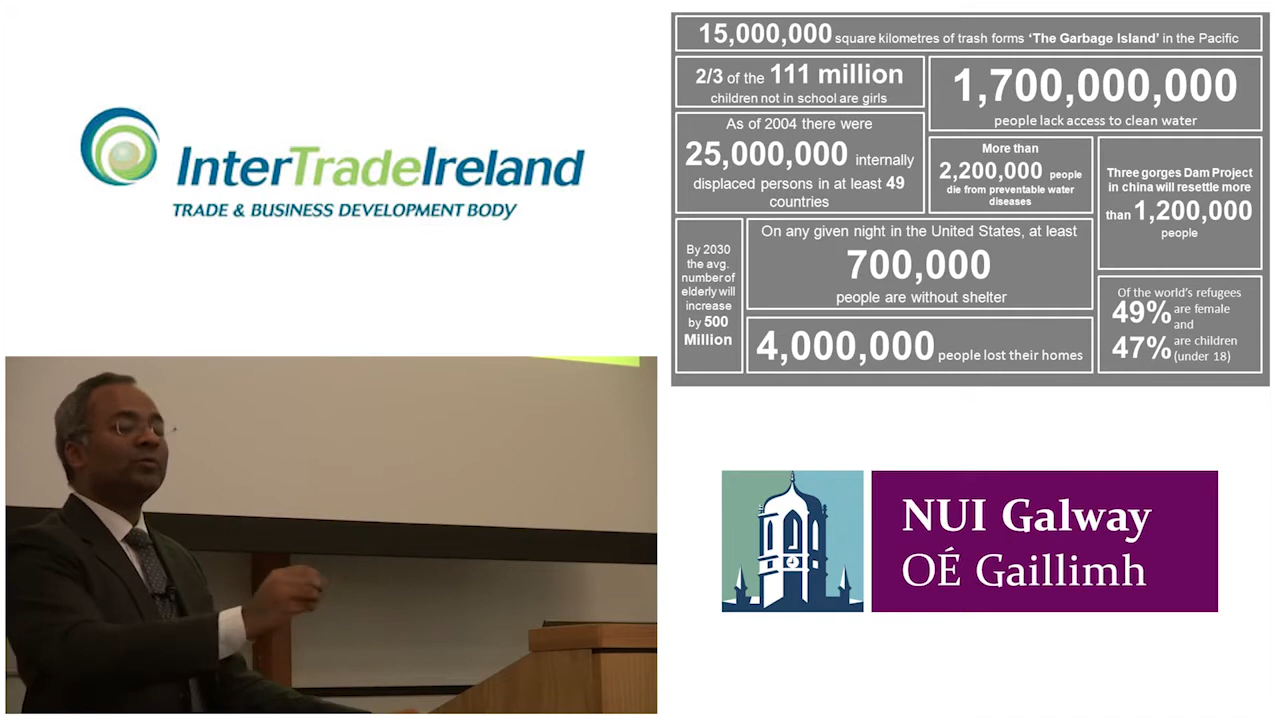 InterTradeIreland
TRADE & BUSINESS DEVELOPMENT BODY
15,000,000 square kilometres of trash forms ‘The Garbage Island’ in the Pacific
2/3 of the 111 million
children not in school are girls
1,700,000,000
people lack access to clean water
As of 2004 there were
25,000,000 internally
displaced persons in at least 49
countries
More than
2,200,000 people
die from preventable water
diseases
Three gorges Dam Project
in china will resettle more
than 1,200,000
people
By 2030
the avg.
number of
elderly will
increase
by 500
Million
On any given night in the United States, at least
700,000
people are without shelter
4,000,000 people lost their homes
Of the world’s refugees
49% are female
and
47% are children
(under 18)
NUI Galway
OÉ Gaillimh